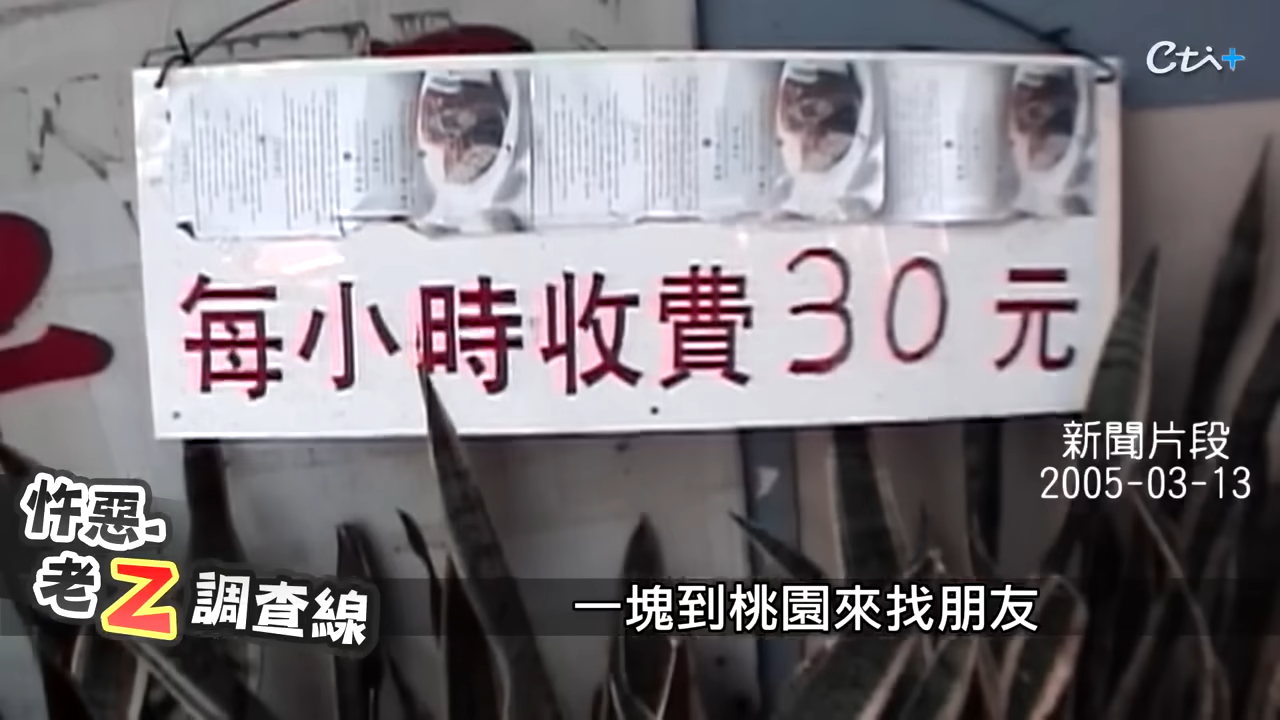 Cti+
每小時收費30元
新聞片段
2005-03-13
忤惡-
老Z調查線
一塊到桃園來找朋友